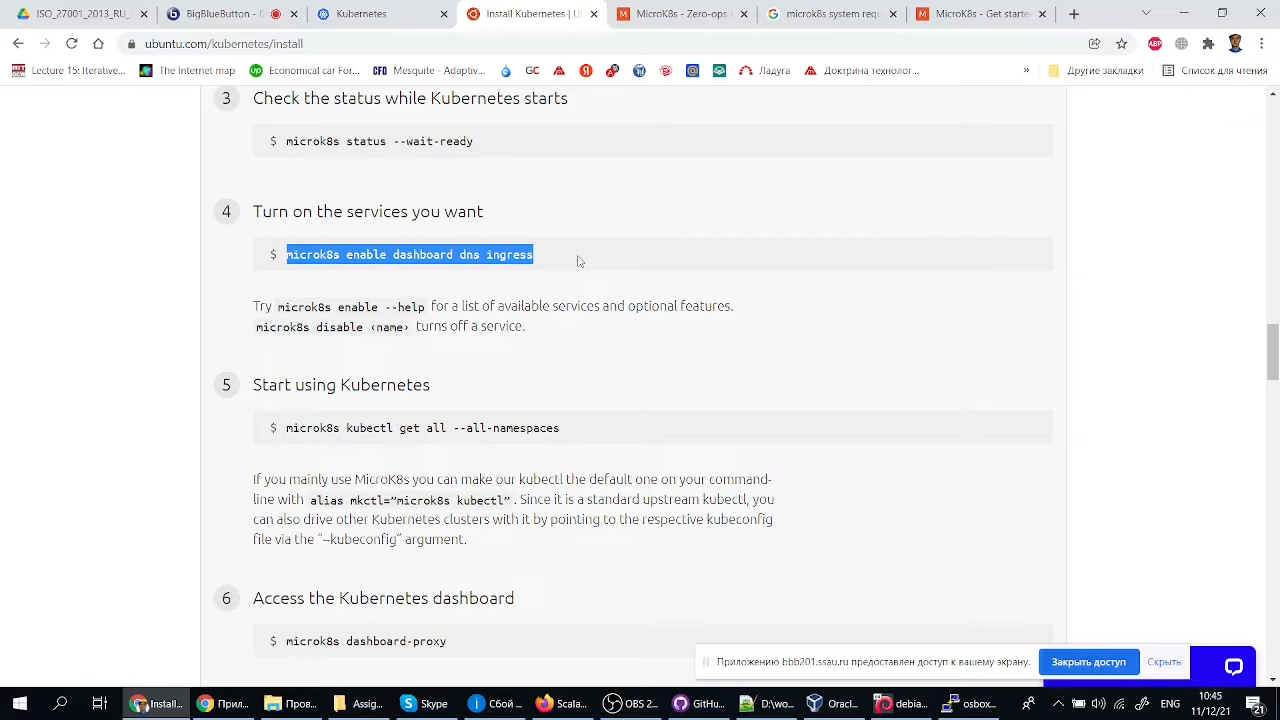 ISO_27001_2013_RU_
BigBlueButton - D
Kubernetes
Install Kubernetes | U
MicroK8s - Zero-ops
microk8s system requ
MicroK8s - Get starte
ubuntu.com/kubernetes/install
ABP
Lecture 15: Iterative...
The Internet map
Economical car For...
CFD
Mesquite - Adaptiv...
GC
Ладуга
Доктрина технолог...
»
Другие закладки
Список для чтения
3
Check the status while Kubernetes starts
$ microk8s status --wait-ready
4
Turn on the services you want
$ microk8s enable dashboard dns ingress
Try microk8s enable --help for a list of available services and optional features.
microk8s disable ‹name› turns off a service.
5
Start using Kubernetes
$ microk8s kubectl get all --all-namespaces
If you mainly use MicroK8s you can make our kubectl the default one on your command-
line with alias mkctl="microk8s kubectl" . Since it is a standard upstream kubectl, you
can also drive other Kubernetes clusters with it by pointing to the respective kubeconfig
file via the "--kubeconfig" argument.
6
Access the Kubernetes dashboard
$ microk8s dashboard-proxy
Приложению bbb201.ssau.ru предоставлен доступ к вашему экрану.
Закрыть доступ
Скрыть
Install...
При...
Пров...
Assig...
Skype
Сбой ...
Scala...
OBS 2...
GitHu...
Orac...
debia...
osbox...
ENG
10:45
11/12/21
21